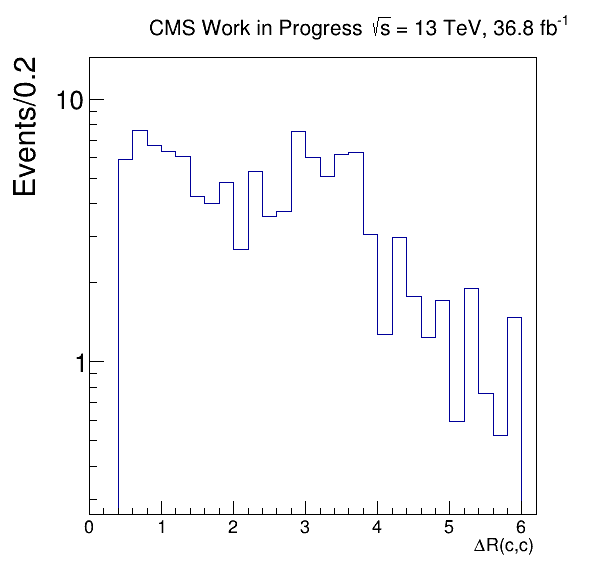 CMS Work in Progress √s = 13 TeV, 36.8 fb⁻¹
Events/0.2
10
1
0 1 2 3 4 5 6
ΔR(c,c)